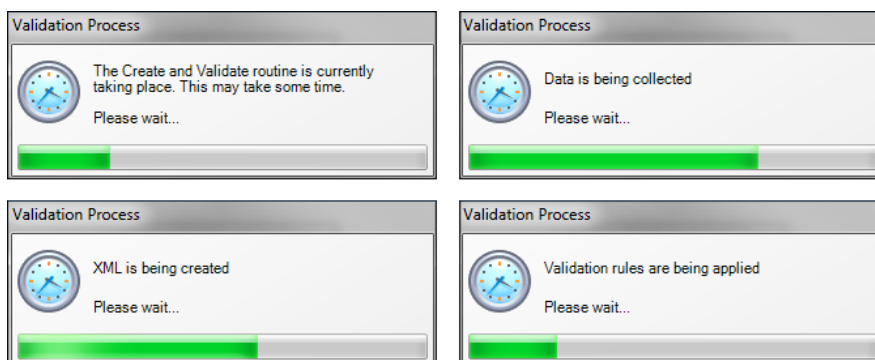 Validation Process
The Create and Validate routine is currently
taking place. This may take some time.
Please wait...
Validation Process
Data is being collected
Please wait...
Validation Process
XML is being created
Please wait...
Validation Process
Validation rules are being applied
Please wait...